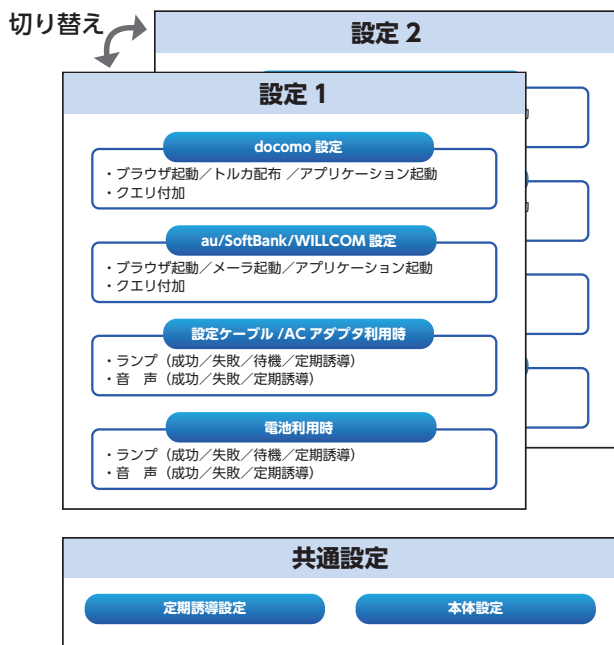 切り替え
設定 2
設定 1
docomo 設定
・ブラウザ起動／トルカ配布 ／アプリケーション起動
・クエリ付加
au/SoftBank/WILLCOM 設定
・ブラウザ起動／メーラ起動／アプリケーション起動
・クエリ付加
設定ケーブル /AC アダプタ利用時
・ランプ（成功／失敗／待機／定期誘導）
・音　声（成功／失敗／定期誘導）
電池利用時
・ランプ（成功／失敗／待機／定期誘導）
・音　声（成功／失敗／定期誘導）
共通設定
定期誘導設定
本体設定